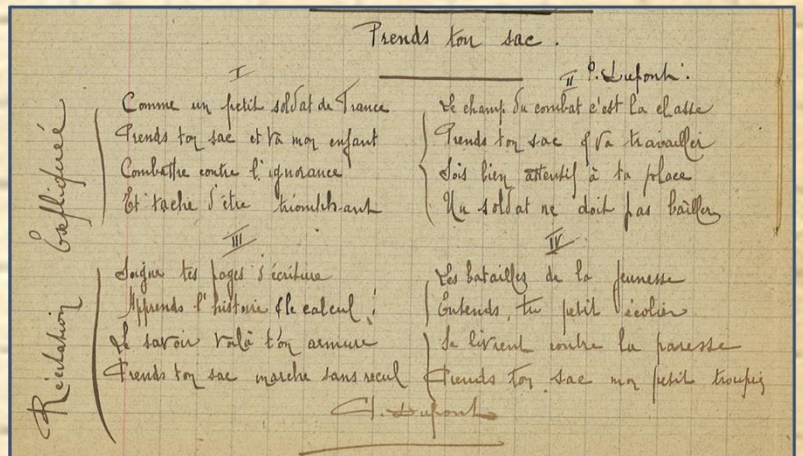 Prends ton sac.
P. Dupont.
Récitation Expliquée
I
Comme un petit soldat de France
Prends ton sac et va mon enfant
Combattre contre l'ignorance
Et tache d'être triomphant
II
Le champ du combat c'est la classe
Prends ton sac & va travailler
Sois bien attentif à ta place
Un soldat ne doit pas bâiller
III
Soigne tes pages d'écriture
Apprends l'histoire & le calcul !
Le savoir voilà ton armure
Prends ton sac marche sans recul
IV
Les batailles de la jeunesse
Entends, tu petit écolier
Se livrent contre la paresse
Prends ton sac mon petit troupier
Dupont